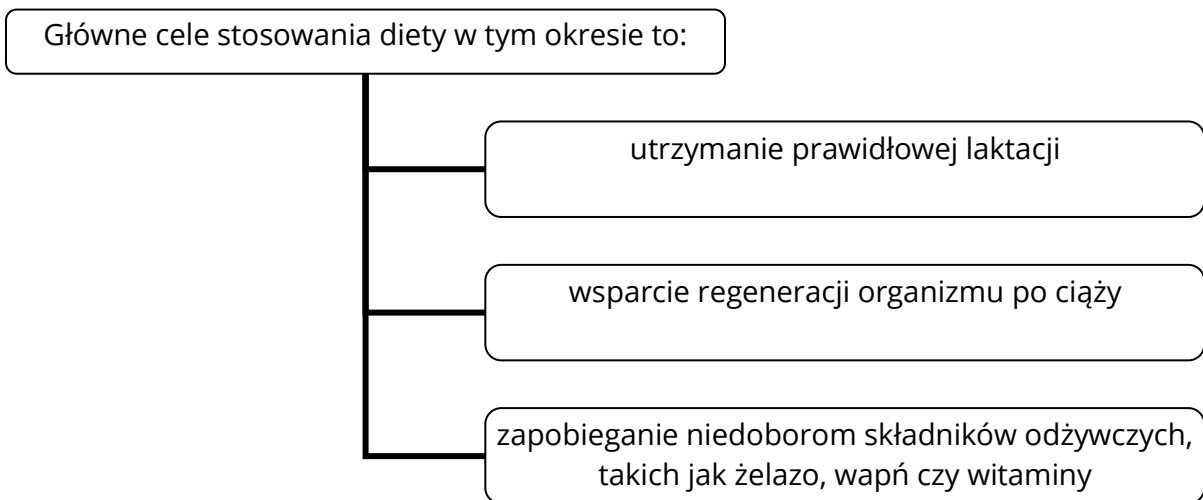 Główne cele stosowania diety w tym okresie to:
utrzymanie prawidłowej laktacji
wsparcie regeneracji organizmu po ciąży
zapobieganie niedoborom składników odżywczych,
takich jak żelazo, wapń czy witaminy